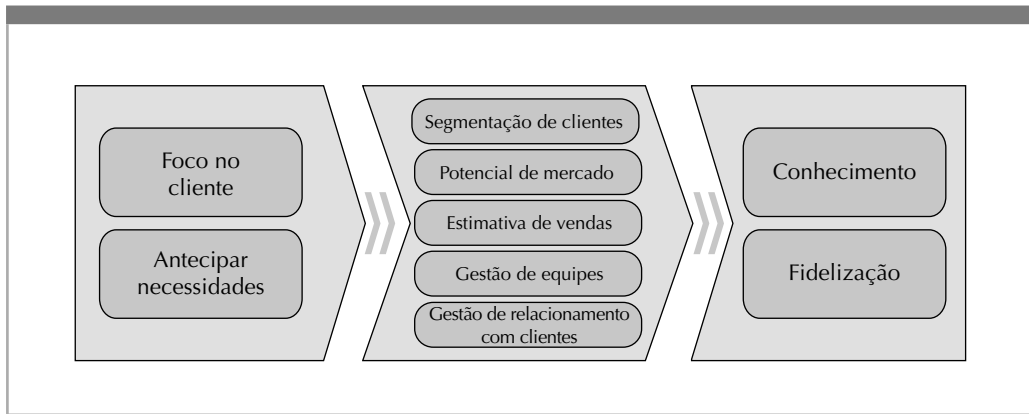 Foco no
cliente
Antecipar
necessidades
Segmentação de clientes
Potencial de mercado
Estimativa de vendas
Gestão de equipes
Gestão de relacionamento
com clientes
Conhecimento
Fidelização